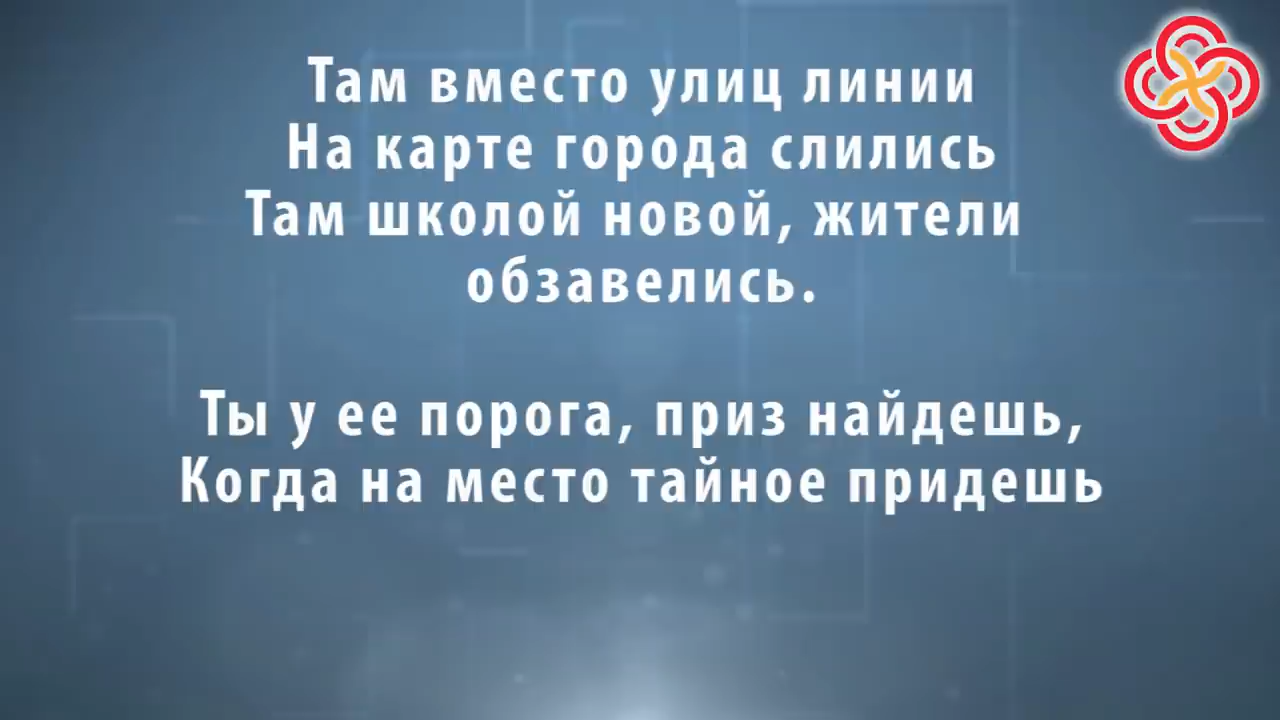 Там вместо улиц линии
На карте города слились
Там школой новой, жители
обзавелись.
Ты у ее порога, приз найдешь,
Когда на место тайное придешь